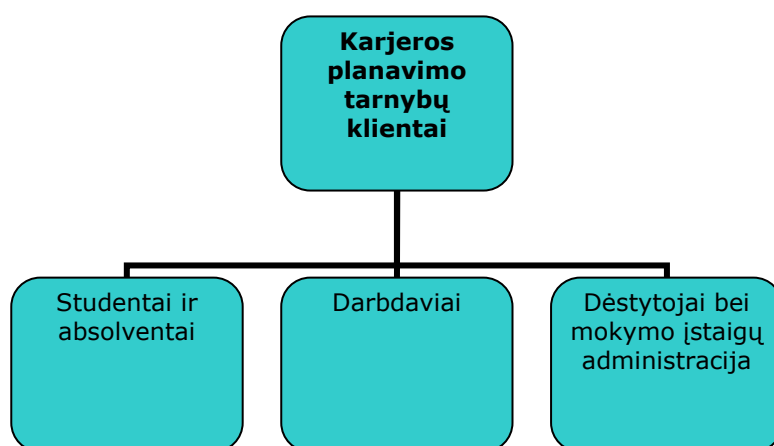 Karjeros
planavimo
tarnybų
klientai
Studentai ir
absolventai
Darbdaviai
Dėstytojai bei
mokymo įstaigų
administracija